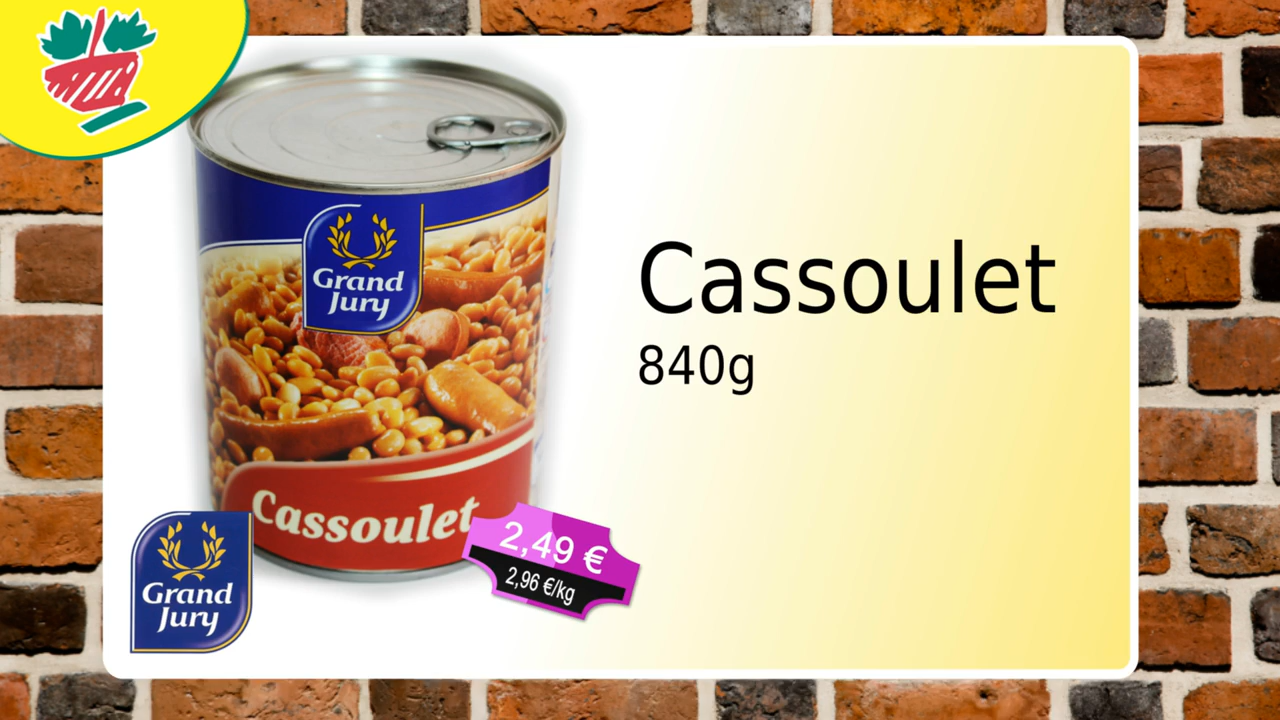 Grand
Jury
Cassoulet
Cassoulet
840g
2,49 €
2,96 €/kg
Grand
Jury